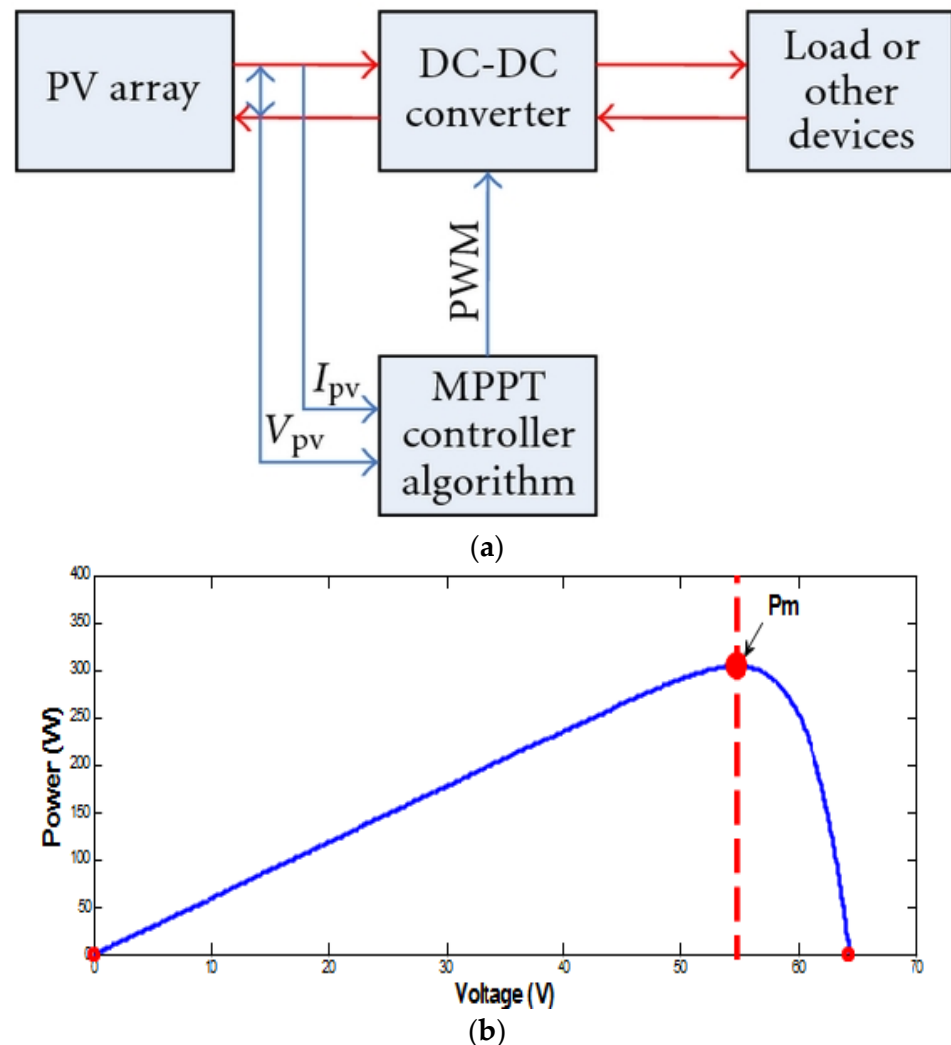 PV array
DC-DC
converter
Load or
other
devices
PWM
Ipv
Vpv
MPPT
controller
algorithm
(a)
400
350
300
250
200
150
100
50
0
Pm
Power (W)
0 10 20 30 40 50 60 70
Voltage (V)
(b)